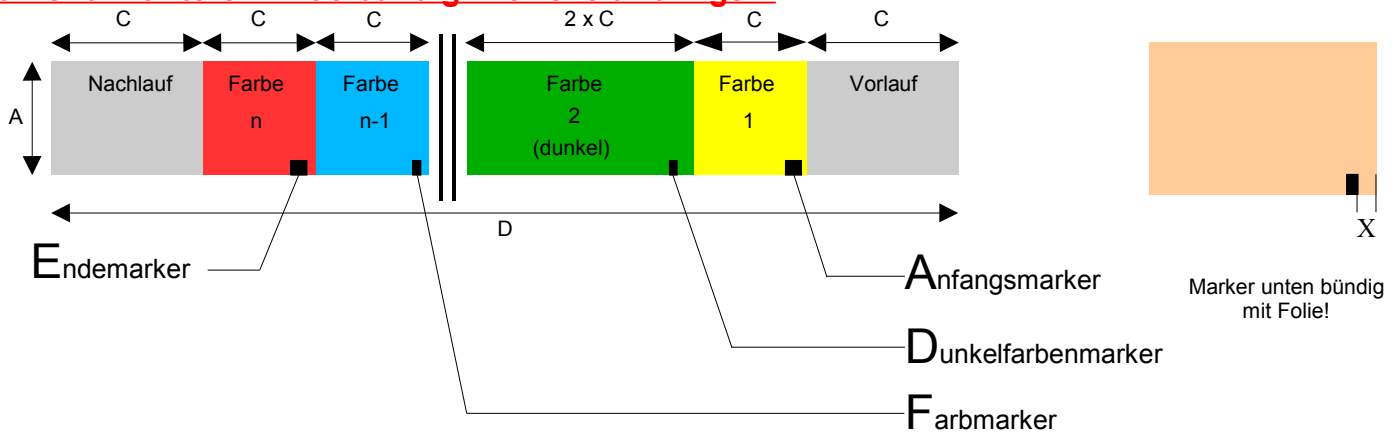 C C C 2 x C C C
Nachlauf Farbe Farbe Farbe Farbe Vorlauf
A
n n-1 2 1
(dunkel)
D
X
Endemarker
Anfangsmarker
Marker unten bündig
mit Folie!
Dunkelfarbenmarker
Farbmarker